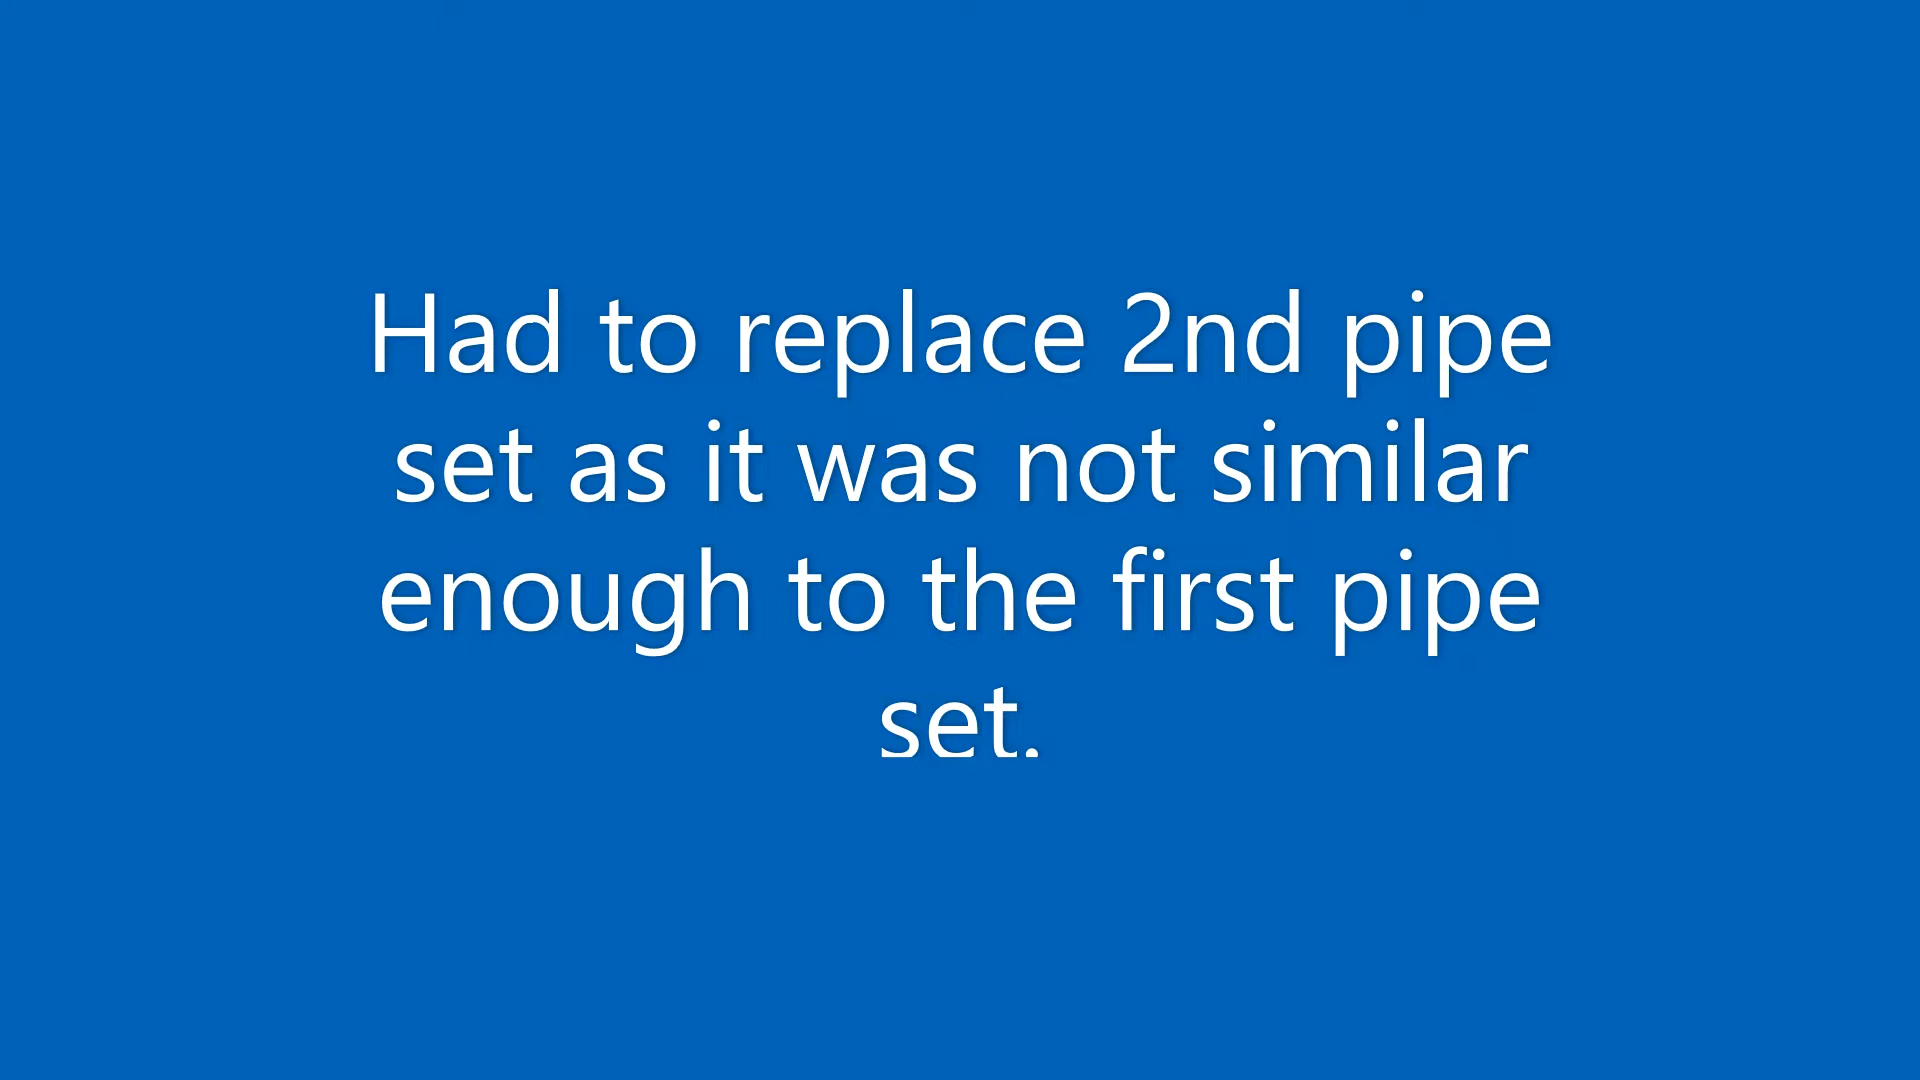 Had to replace 2nd pipe
set as it was not similar
enough to the first pipe
set.